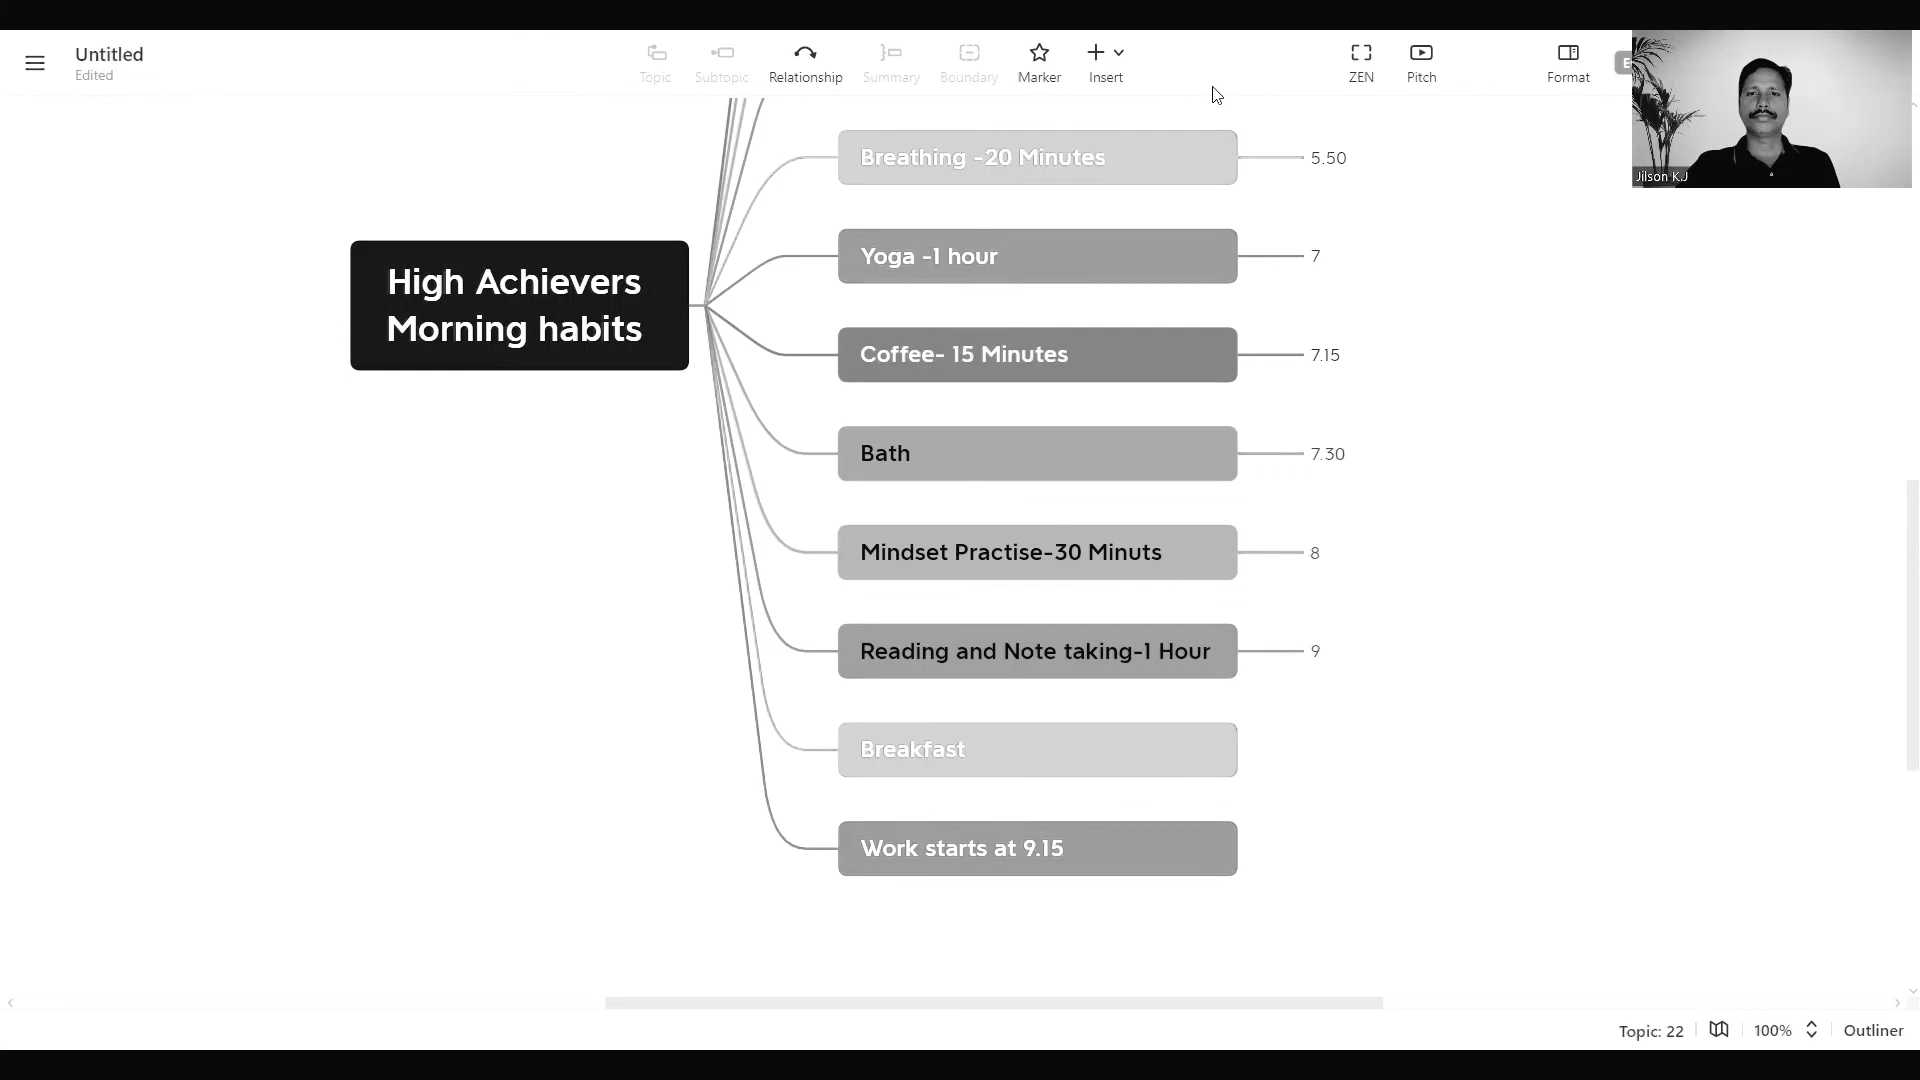 Untitled
Edited
Topic
Subtopic
Relationship
Summary
Boundary
Marker
Insert
ZEN
Pitch
Format
E
Jilson K.J
Breathing -20 Minutes
5.50
Yoga -1 hour
7
High Achievers
Morning habits
Coffee- 15 Minutes
7.15
Bath
7.30
Mindset Practise-30 Minuts
8
Reading and Note taking-1 Hour
9
Breakfast
Work starts at 9.15
Topic: 22
100%
Outliner